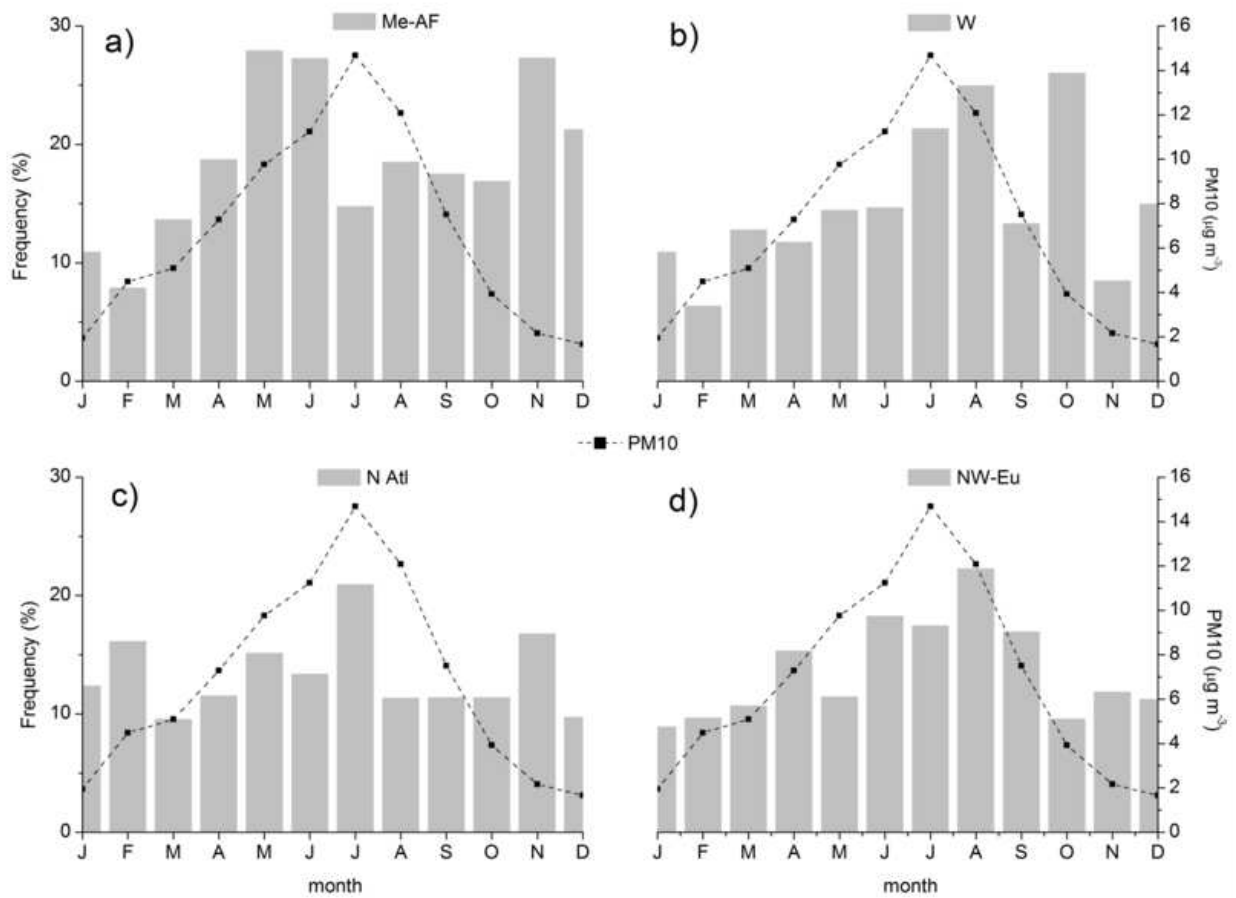 a)
Me-AF
b)
W
30
20
10
0
Frequency (%)
J F M A M J J A S O N D
16
14
12
10
8
6
4
2
0
PM10 (µg m⁻³)
J F M A M J J A S O N D
PM10
c)
N Atl
d)
NW-Eu
30
20
10
0
Frequency (%)
J F M A M J J A S O N D
month
16
14
12
10
8
6
4
2
0
PM10 (µg m⁻³)
J F M A M J J A S O N D
month